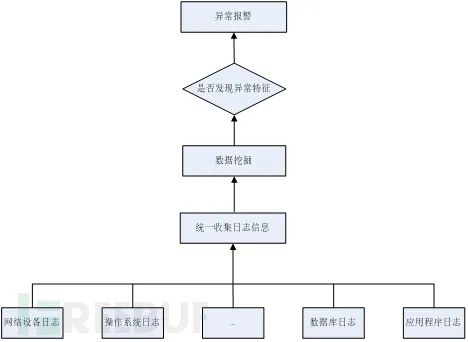 异常报警
是否发现异常特征
数据挖掘
统一收集日志信息
网络设备日志
操作系统日志
...
数据库日志
应用程序日志
REEBUF